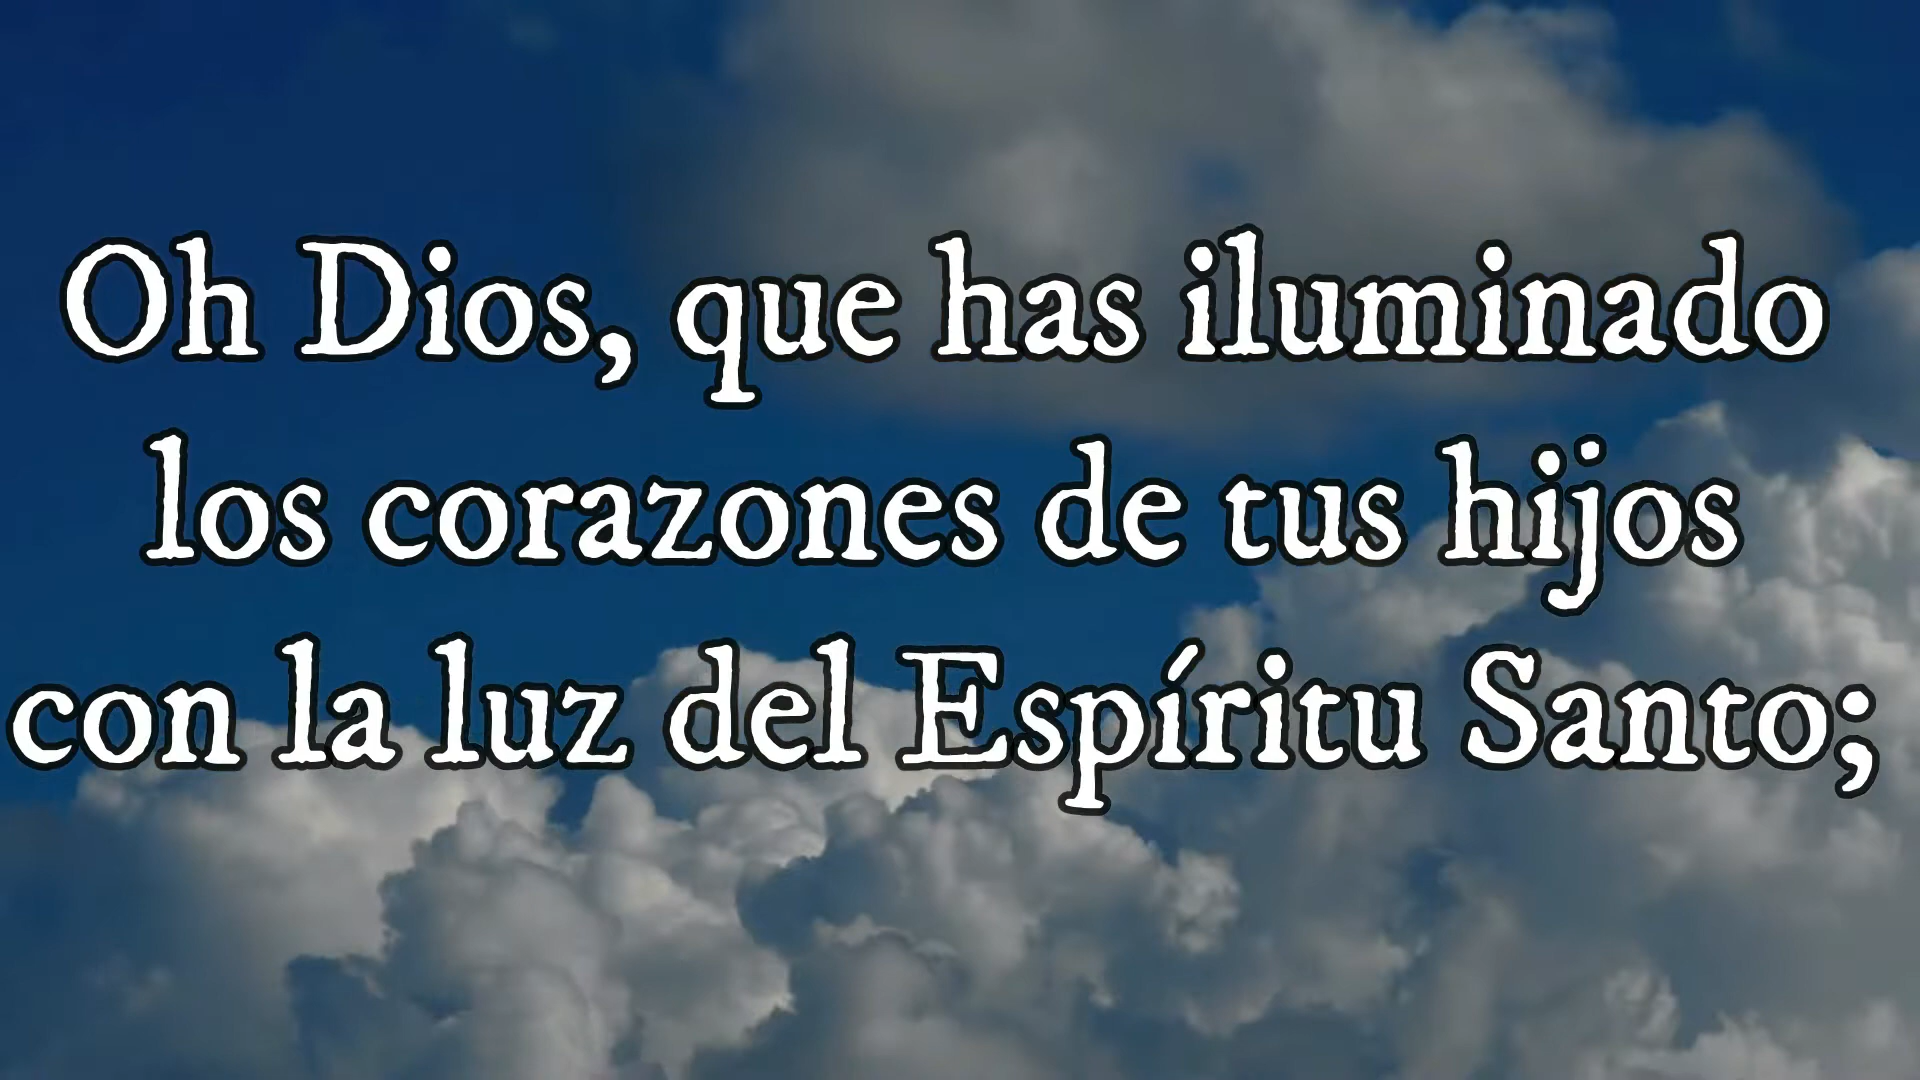 Oh Dios, que has iluminado
los corazones de tus hijos
con la luz del Espíritu Santo;